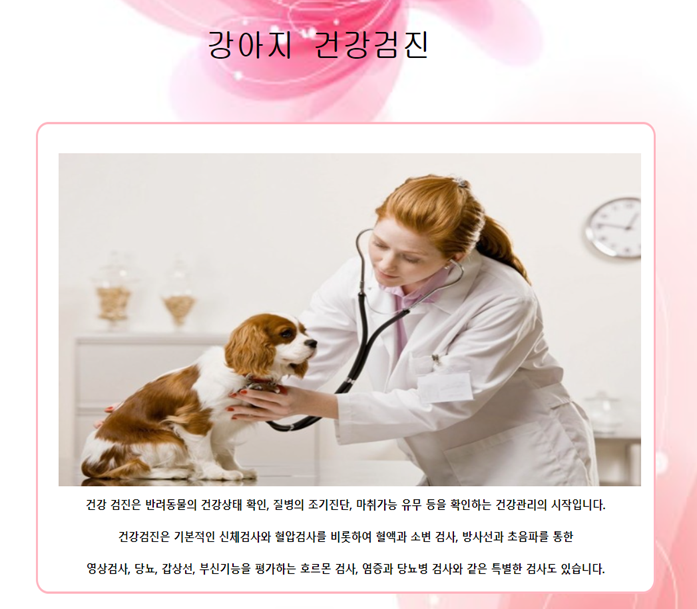 강아지 건강검진
건강 검진은 반려동물의 건강상태 확인, 질병의 조기진단, 마취가능 유무 등을 확인하는 건강관리의 시작입니다.
건강검진은 기본적인 신체검사와 혈압검사를 비롯하여 혈액과 소변 검사, 방사선과 초음파를 통한
영상검사, 당뇨, 갑상선, 부신기능을 평가하는 호르몬 검사, 염증과 당뇨병 검사와 같은 특별한 검사도 있습니다.